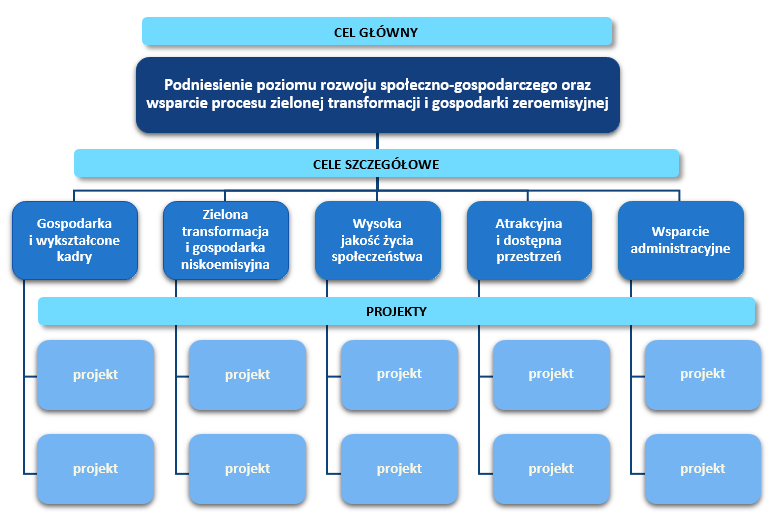 CEL GŁÓWNY
Podniesienie poziomu rozwoju społeczno-gospodarczego oraz
wsparcie procesu zielonej transformacji i gospodarki zeroemisyjnej
CELE SZCZEGÓŁOWE
Gospodarka
i wykształcone
kadry
Zielona
transformacja
i gospodarka
niskoemisyjna
Wysoka
jakość życia
społeczeństwa
Atrakcyjna
i dostępna
przestrzeń
Wsparcie
administracyjne
PROJEKTY
projekt
projekt
projekt
projekt
projekt
projekt
projekt
projekt
projekt
projekt